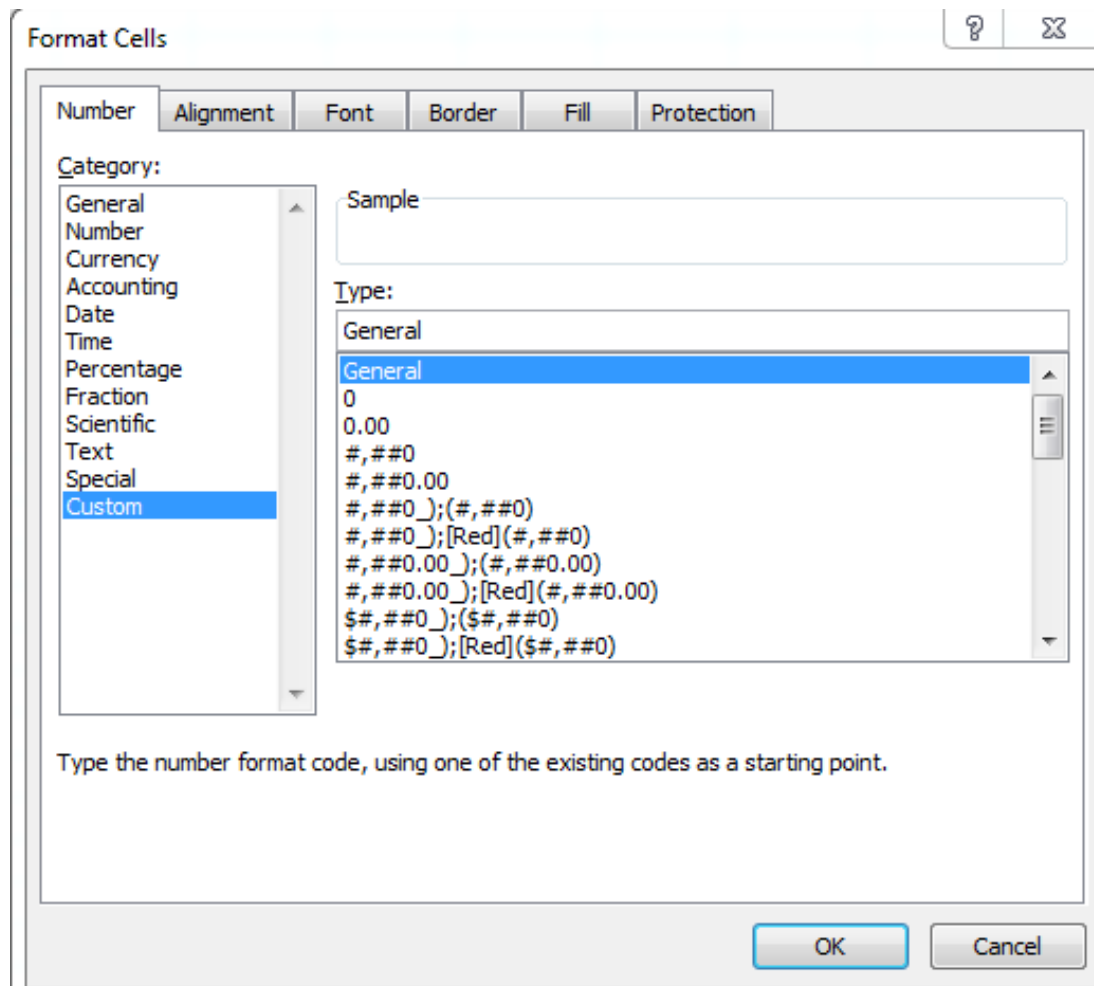 Format Cells
Number Alignment Font Border Fill Protection
Category:
General
Number
Currency
Accounting
Date
Time
Percentage
Fraction
Scientific
Text
Special
Custom
Sample
Type:
General
General
0
0.00
#,##0
#,##0.00
#,##0_);(#,##0)
#,##0_);[Red](#,##0)
#,##0.00_);(#,##0.00)
#,##0.00_);[Red](#,##0.00)
$#,##0_);($#,##0)
$#,##0_);[Red]($#,##0)
Type the number format code, using one of the existing codes as a starting point.
OK Cancel